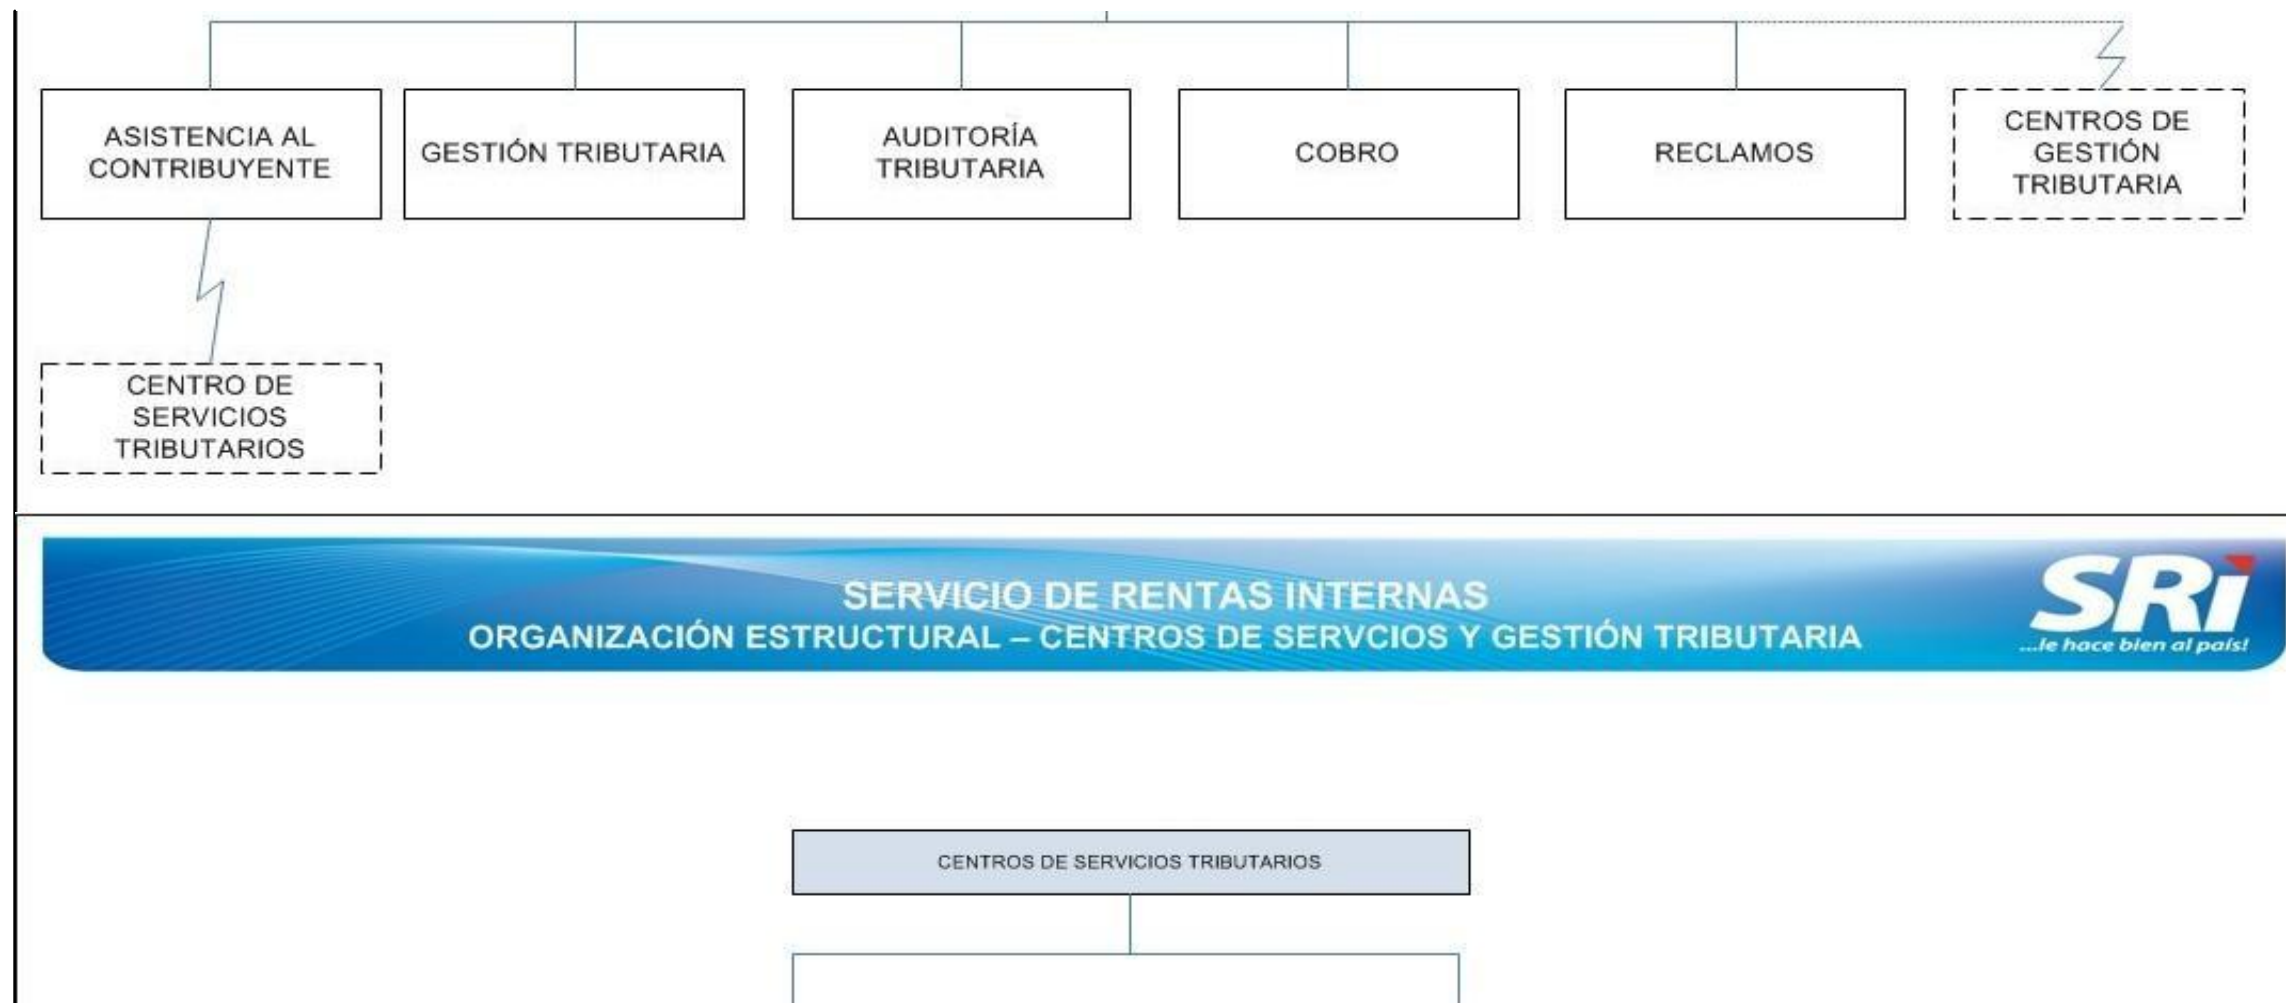 ASISTENCIA AL
CONTRIBUYENTE
GESTIÓN TRIBUTARIA
AUDITORÍA
TRIBUTARIA
COBRO
RECLAMOS
CENTROS DE
GESTIÓN
TRIBUTARIA
CENTRO DE
SERVICIOS
TRIBUTARIOS
SERVICIO DE RENTAS INTERNAS
ORGANIZACIÓN ESTRUCTURAL – CENTROS DE SERVCIOS Y GESTIÓN TRIBUTARIA
SRi
...le hace bien al país!
CENTROS DE SERVICIOS TRIBUTARIOS